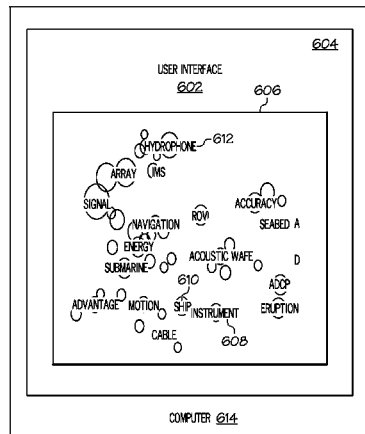 604
USER INTERFACE
602
606
HYDROPHONE 612
ARRAY IMS
SIGNAL ACCURACY
ROVI
NAVIGATION SEABED A
ENERGY
SUBMARINE ACOUSTIC WAFE D
610 ADCP
ADVANTAGE MOTION SHIP INSTRUMENT ERUPTION
608
CABLE
COMPUTER 614